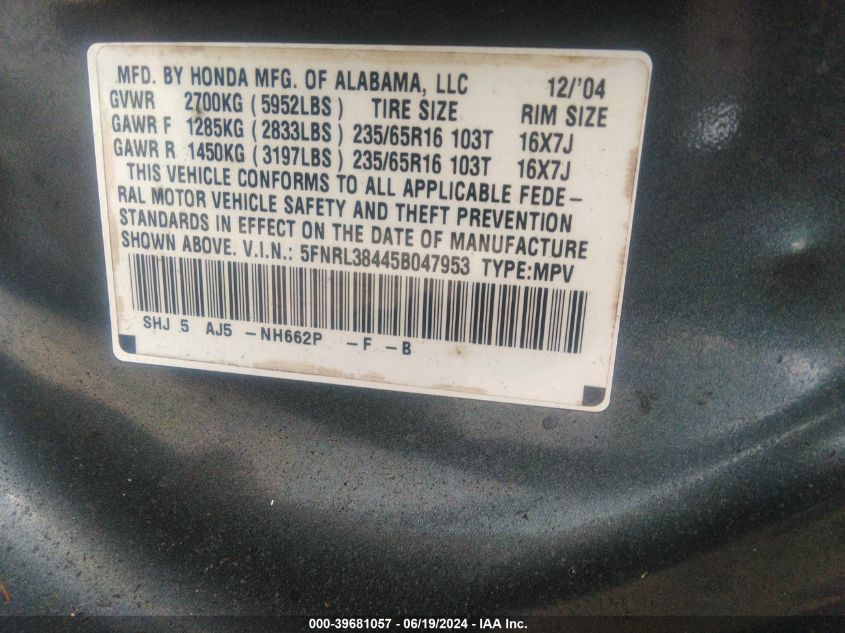 MFD. BY HONDA MFG. OF ALABAMA, LLC 12/'04
GVWR 2700KG (5952LBS) TIRE SIZE RIM SIZE
GAWR F 1285KG (2833LBS) 235/65R16 103T 16X7J
GAWR R 1450KG (3197LBS) 235/65R16 103T 16X7J
THIS VEHICLE CONFORMS TO ALL APPLICABLE FEDE-
RAL MOTOR VEHICLE SAFETY AND THEFT PREVENTION
STANDARDS IN EFFECT ON THE DATE OF MANUFACTURE
SHOWN ABOVE. V.I.N.: 5FNRL38445B047953 TYPE:MPV
SHJ 5 AJ5 -NH662P -F -B
000-39681057 - 06/19/2024 - IAA Inc.